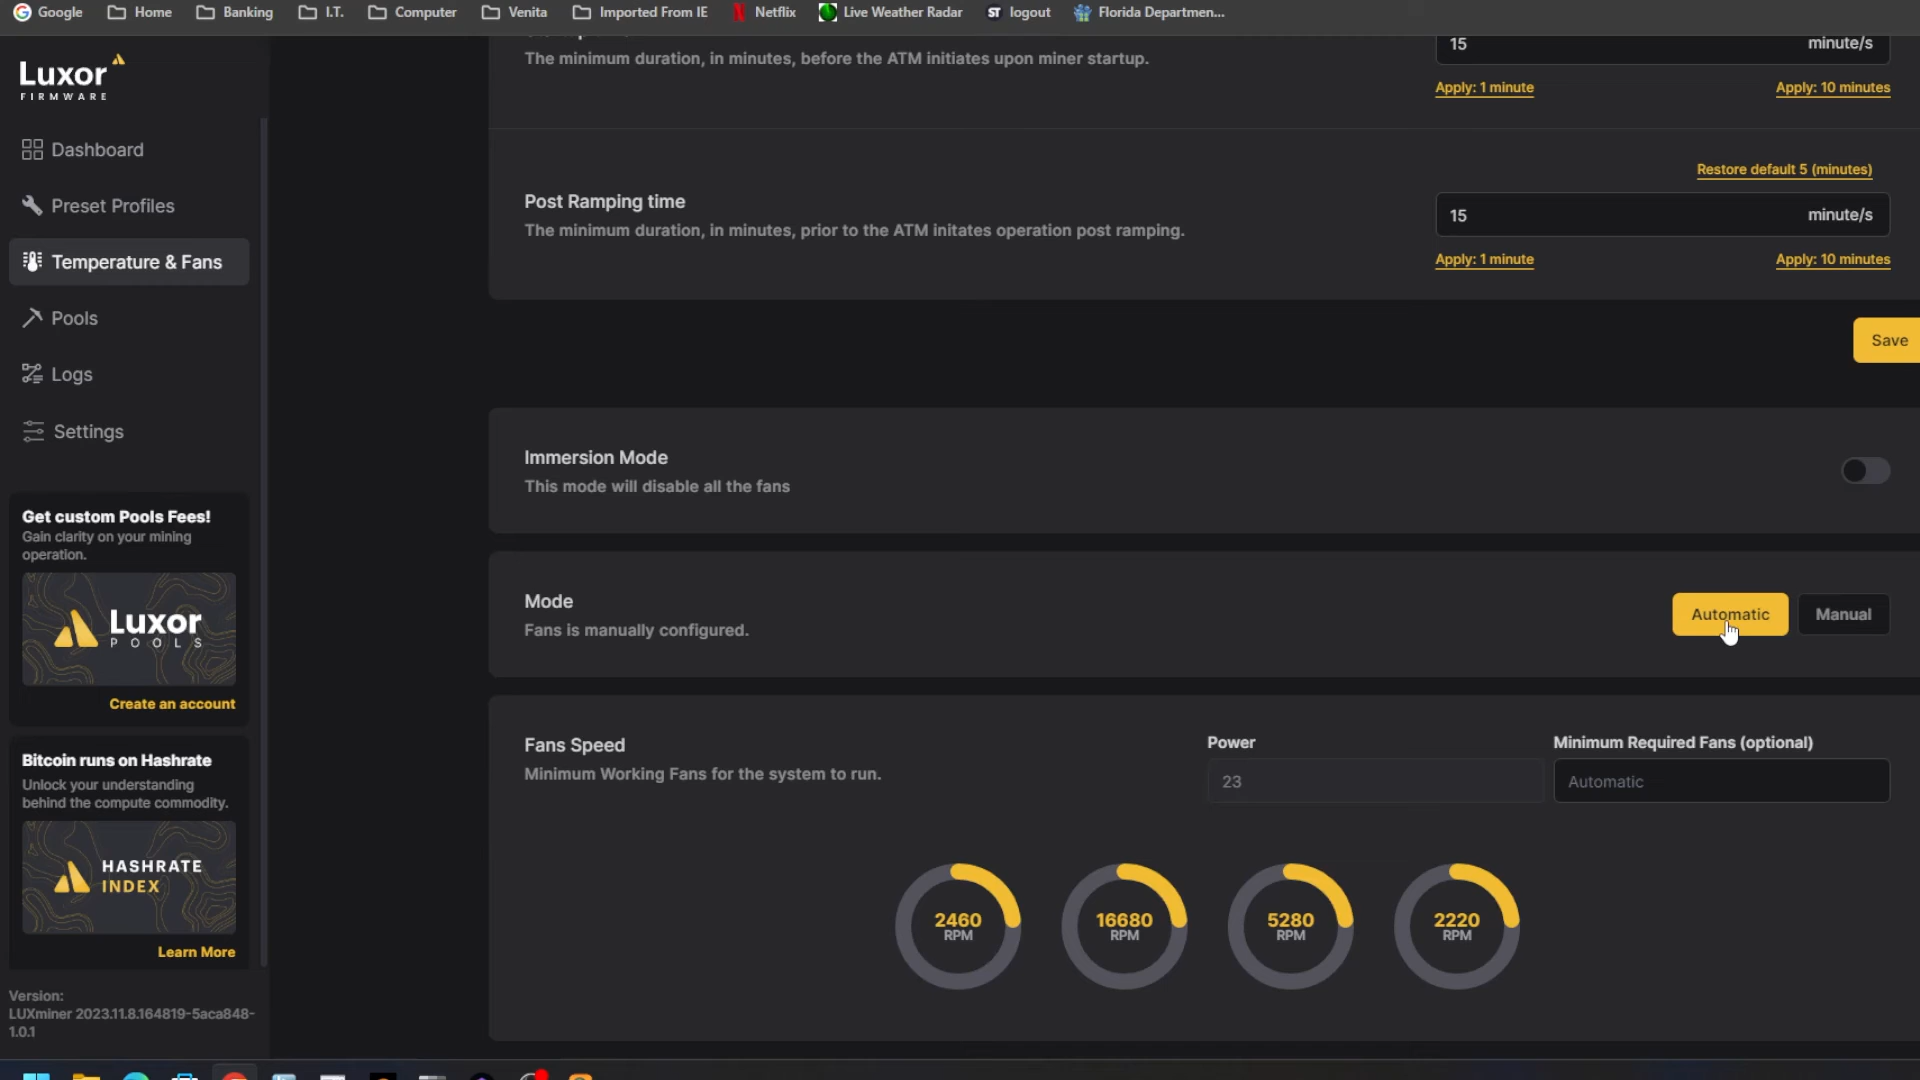 Google
Home
Banking
I.T.
Computer
Venita
Imported From IE
Netflix
Live Weather Radar
ST logout
Florida Departmen...
Luxor
FIRMWARE
Dashboard
Preset Profiles
Temperature & Fans
Pools
Logs
Settings
Get custom Pools Fees!
Gain clarity on your mining
operation.
Luxor
POOLS
Create an account
Bitcoin runs on Hashrate
Unlock your understanding
behind the compute commodity.
HASHRATE
INDEX
Learn More
Version:
LUXminer 2023.11.8.164819-5aca848-
1.0.1
The minimum duration, in minutes, before the ATM initiates upon miner startup.
15 minute/s
Apply: 1 minute Apply: 10 minutes
Restore default 5 (minutes)
Post Ramping time
The minimum duration, in minutes, prior to the ATM initates operation post ramping.
15 minute/s
Apply: 1 minute Apply: 10 minutes
Save
Immersion Mode
This mode will disable all the fans
Mode
Fans is manually configured.
Automatic Manual
Fans Speed
Minimum Working Fans for the system to run.
Power
23
Minimum Required Fans (optional)
Automatic
2460
RPM
16680
RPM
5280
RPM
2220
RPM